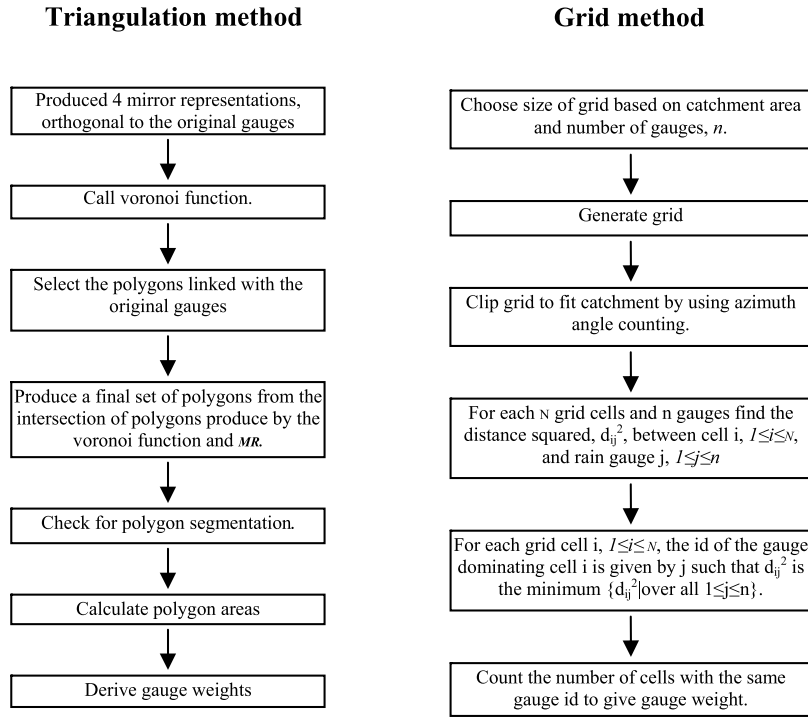 Triangulation method
Produced 4 mirror representations,
orthogonal to the original gauges
Call voronoi function.
Select the polygons linked with the
original gauges
Produce a final set of polygons from the
intersection of polygons produce by the
voronoi function and MR.
Check for polygon segmentation.
Calculate polygon areas
Derive gauge weights
Grid method
Choose size of grid based on catchment area
and number of gauges, n.
Generate grid
Clip grid to fit catchment by using azimuth
angle counting.
For each N grid cells and n gauges find the
distance squared, dij², between cell i, 1≤i≤N,
and rain gauge j, 1≤j≤n
For each grid cell i, 1≤i≤ N, the id of the gauge
dominating cell i is given by j such that dij² is
the minimum {dij²|over all 1≤j≤n}.
Count the number of cells with the same
gauge id to give gauge weight.